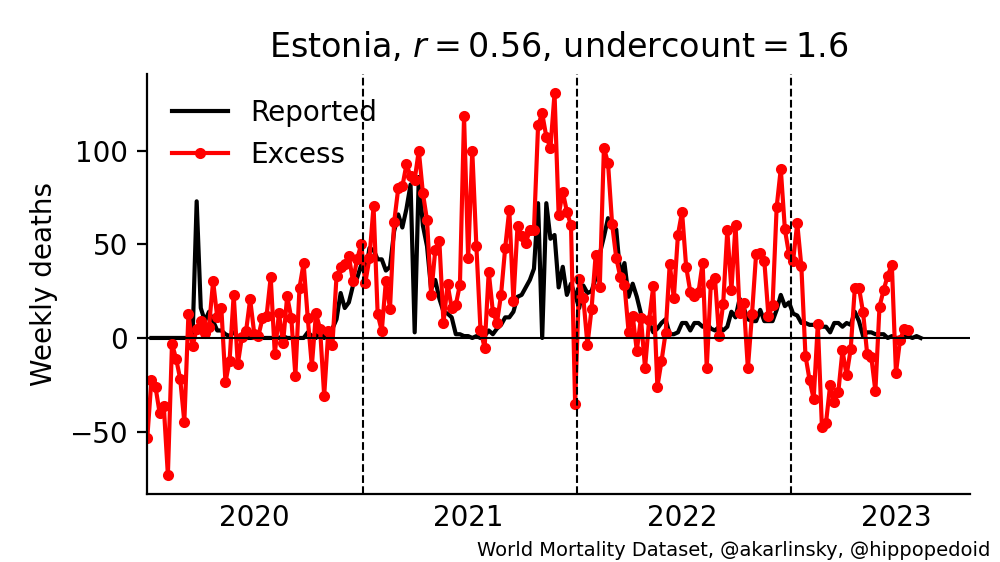 Estonia, r = 0.56, undercount = 1.6
Reported
Excess
Weekly deaths
100
50
0
−50
2020 2021 2022 2023
World Mortality Dataset, @akarlinsky, @hippopedoid